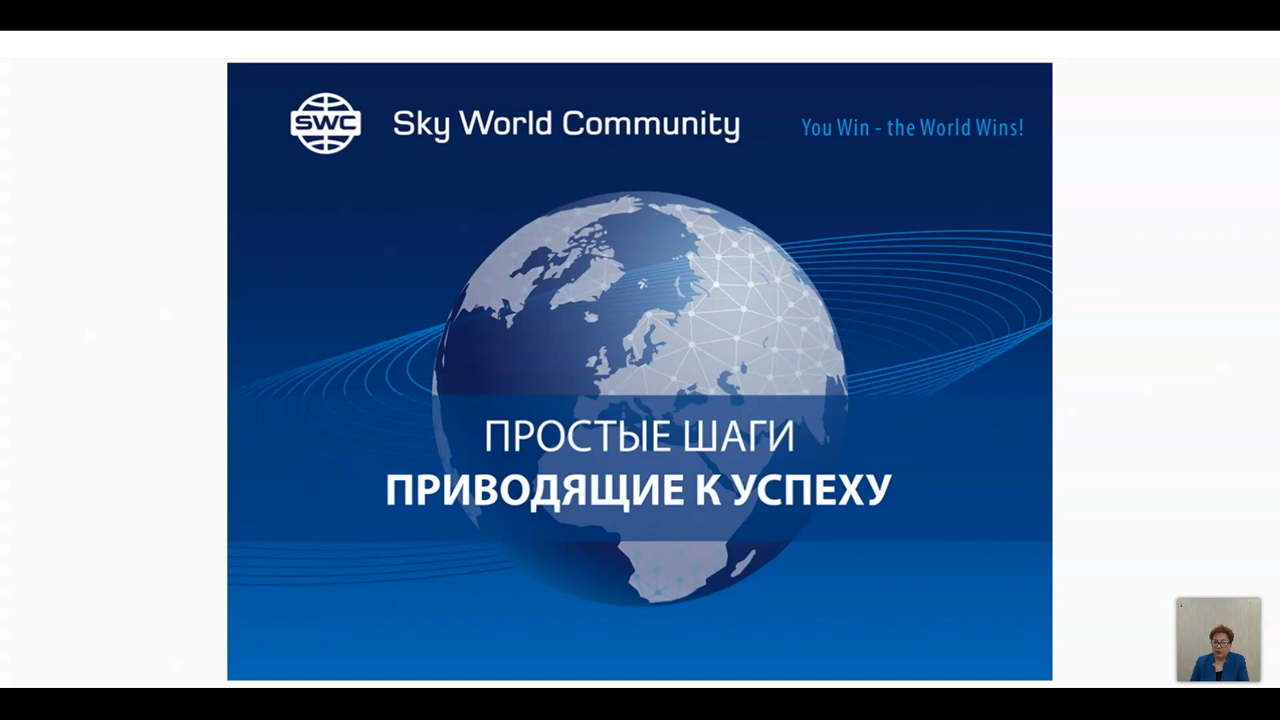 SWC
Sky World Community
You Win - the World Wins!
ПРОСТЫЕ ШАГИ
ПРИВОДЯЩИЕ К УСПЕХУ